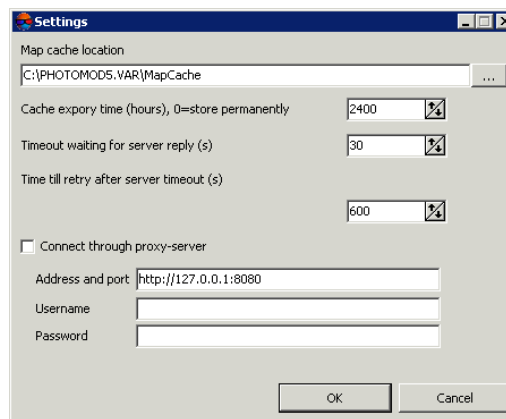 Settings
Map cache location
C:\PHOTOMOD5.VAR\MapCache
...
Cache expory time (hours), 0=store permanently 2400
Timeout waiting for server reply (s) 30
Time till retry after server timeout (s)
600
Connect through proxy-server
Address and port http://127.0.0.1:8080
Username
Password
OK Cancel